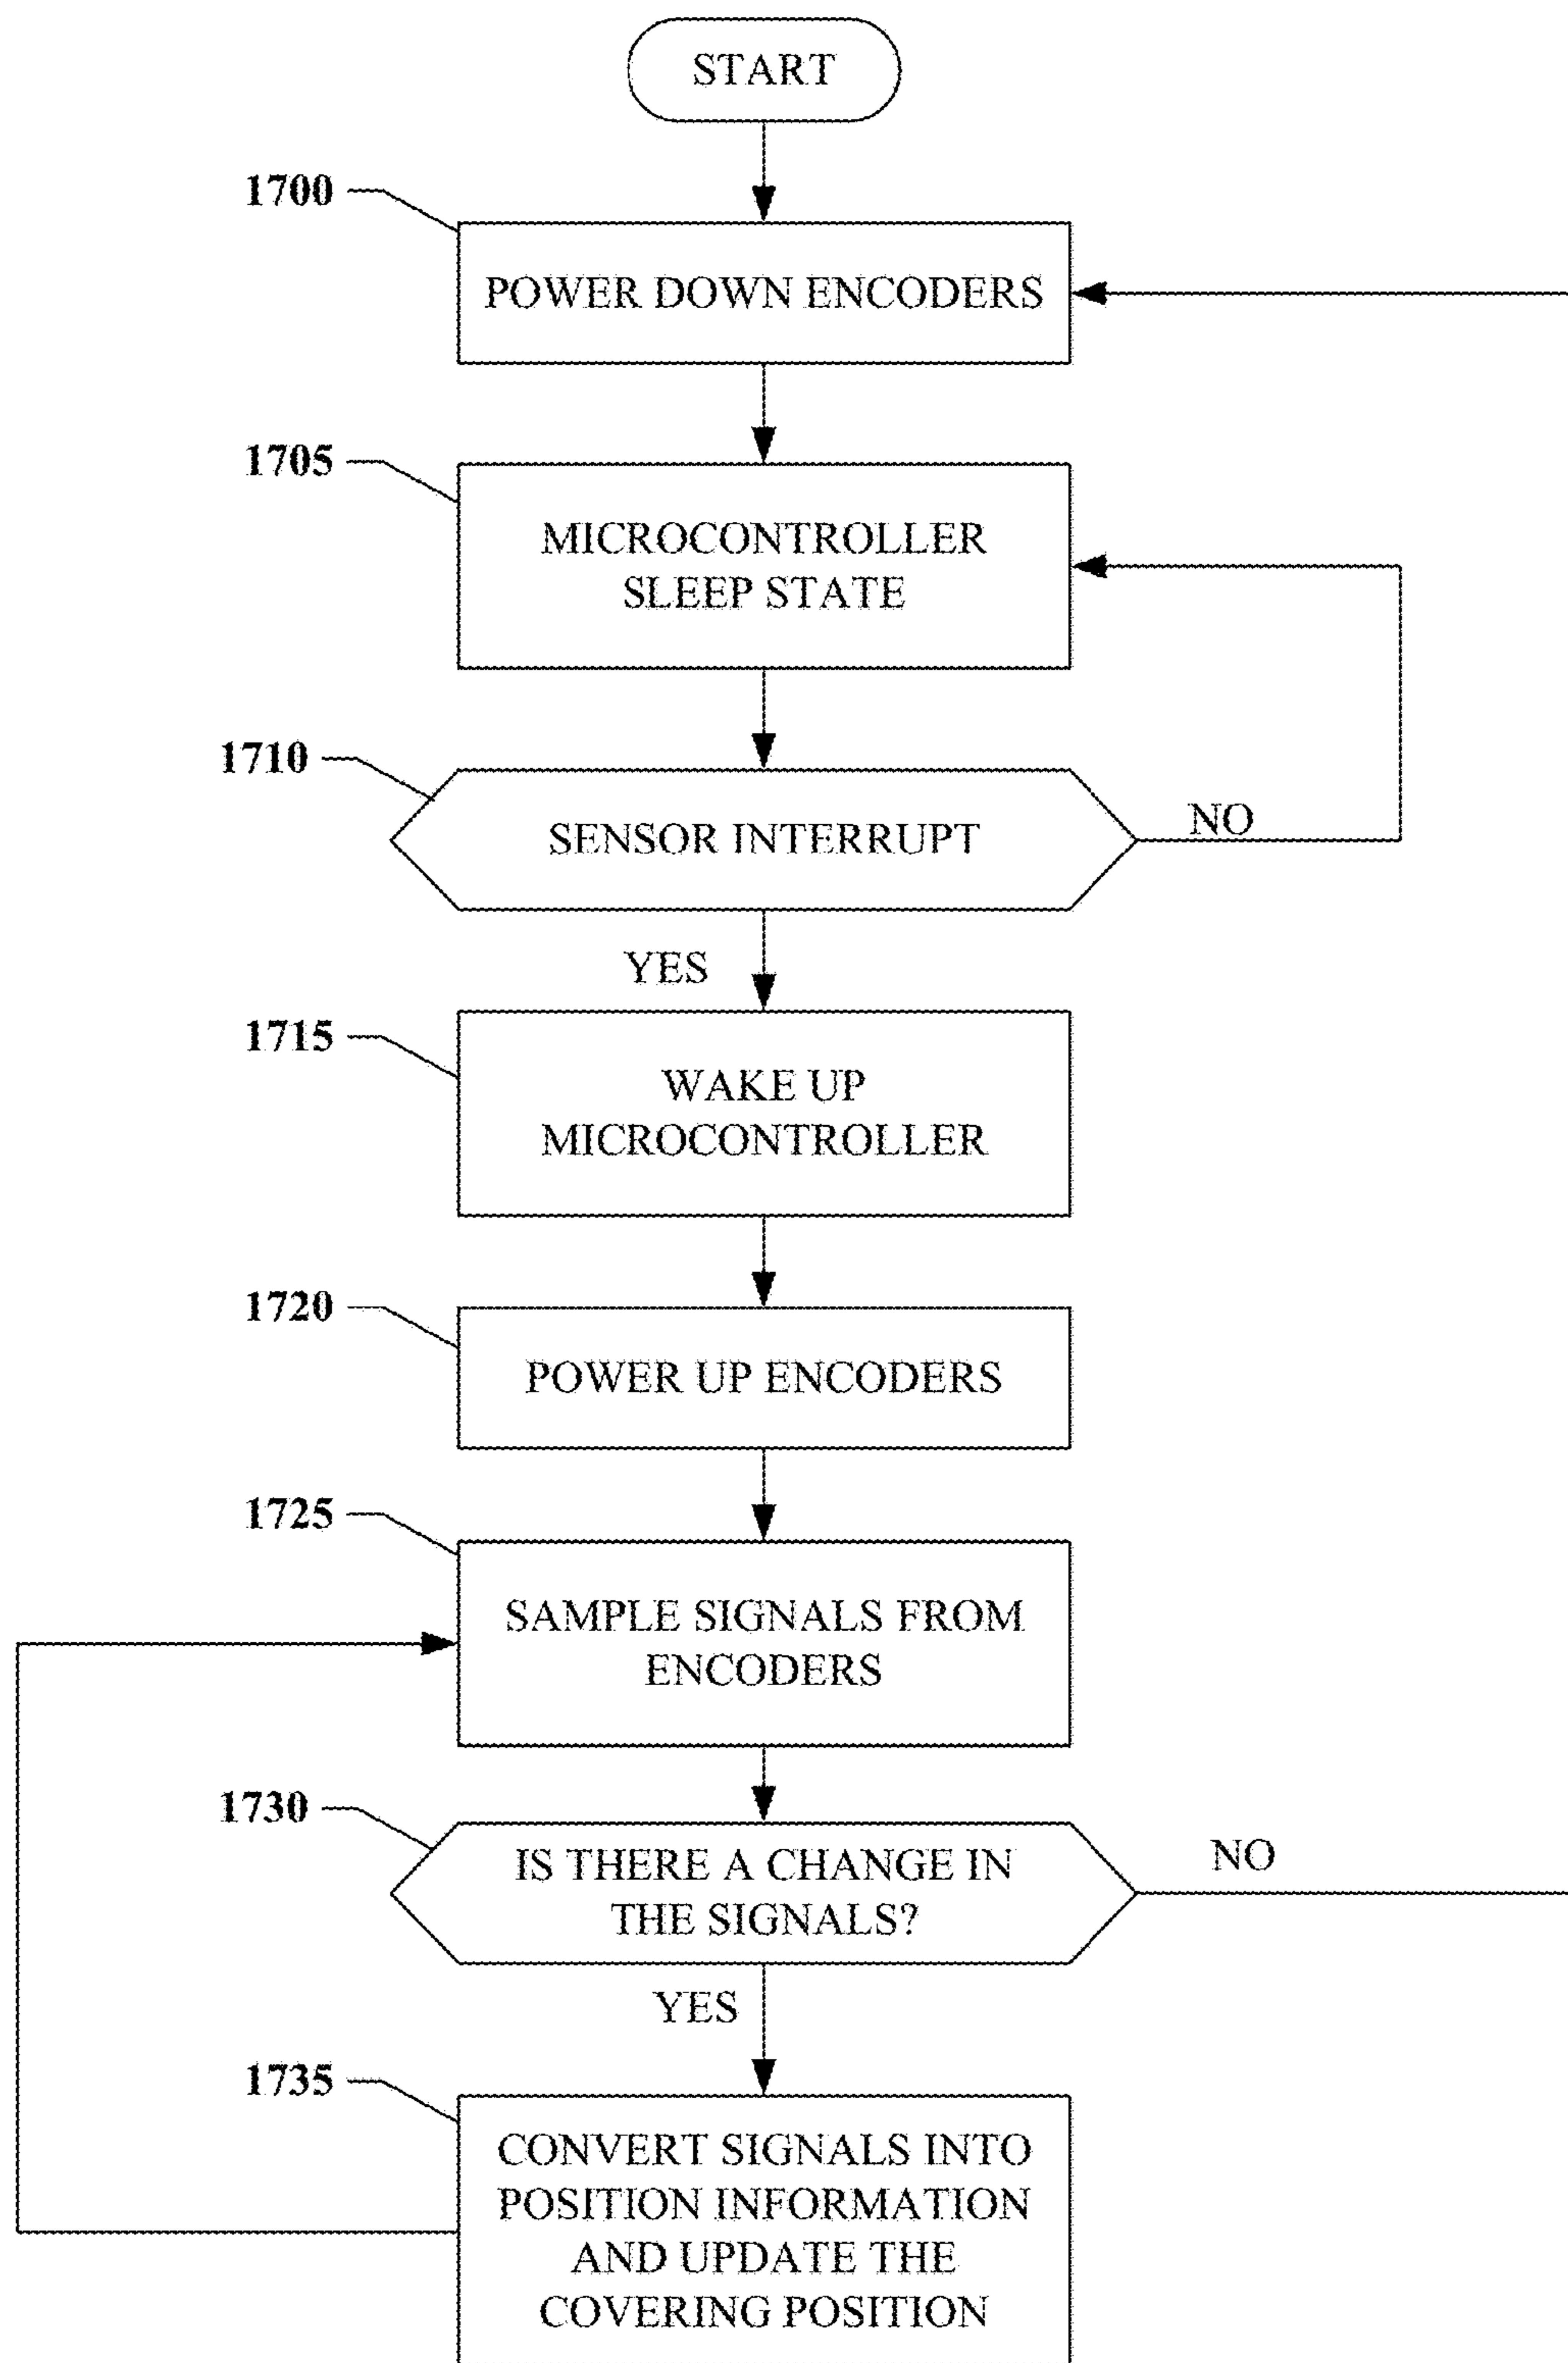 START
1700
POWER DOWN ENCODERS
1705
MICROCONTROLLER
SLEEP STATE
1710
SENSOR INTERRUPT
NO
YES
1715
WAKE UP
MICROCONTROLLER
1720
POWER UP ENCODERS
1725
SAMPLE SIGNALS FROM
ENCODERS
1730
IS THERE A CHANGE IN
THE SIGNALS?
NO
YES
1735
CONVERT SIGNALS INTO
POSITION INFORMATION
AND UPDATE THE
COVERING POSITION